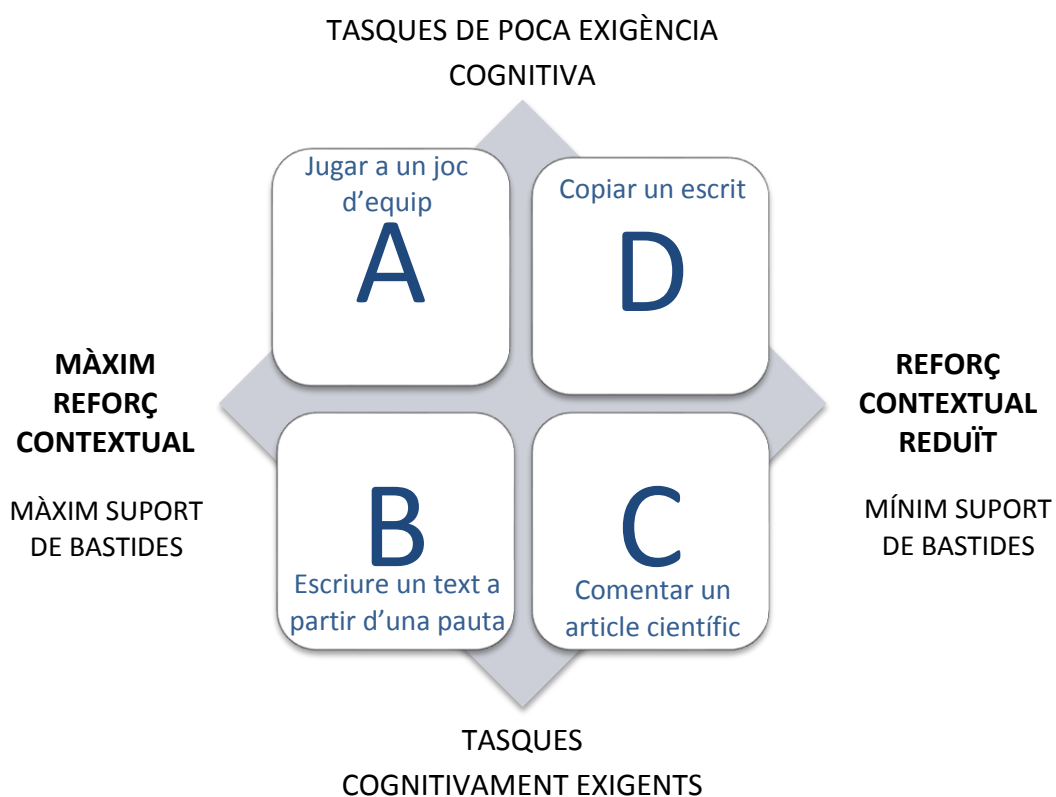 TASQUES DE POCA EXIGÈNCIA
COGNITIVA
Jugar a un joc
d’equip
A
Copiar un escrit
D
MÀXIM
REFORÇ
CONTEXTUAL
MÀXIM SUPORT
DE BASTIDES
REFORÇ
CONTEXTUAL
REDUÏT
MÍNIM SUPORT
DE BASTIDES
B
Escriure un text a
partir d’una pauta
C
Comentar un
article científic
TASQUES
COGNITIVAMENT EXIGENTS